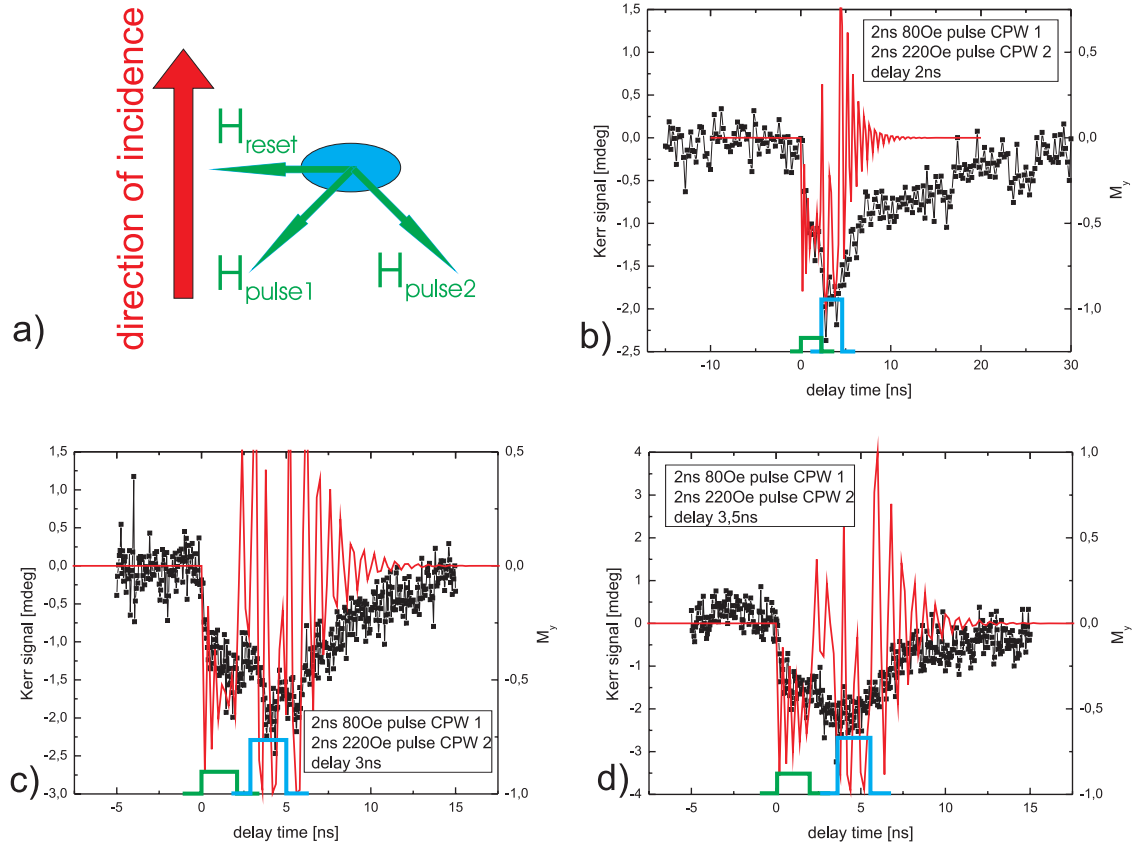 a)
direction of incidence
Hreset
Hpulse1
Hpulse2
b)
2ns 80Oe pulse CPW 1
2ns 220Oe pulse CPW 2
delay 2ns
1,5
1,0
0,5
0,0
-0,5
-1,0
-1,5
-2,0
-2,5
Kerr signal [mdeg]
0,5
0,0
-0,5
-1,0
My
-10
0
10
20
30
delay time [ns]
c)
1,5
1,0
0,5
0,0
-0,5
-1,0
-1,5
-2,0
-2,5
-3,0
Kerr signal [mdeg]
0,5
0,0
-0,5
-1,0
My
2ns 80Oe pulse CPW 1
2ns 220Oe pulse CPW 2
delay 3ns
-5
0
5
10
15
delay time [ns]
d)
2ns 80Oe pulse CPW 1
2ns 220Oe pulse CPW 2
delay 3,5ns
4
3
2
1
0
-1
-2
-3
-4
Kerr signal [mdeg]
1,0
0,5
0,0
-0,5
-1,0
My
-5
0
5
10
15
delay time [ns]